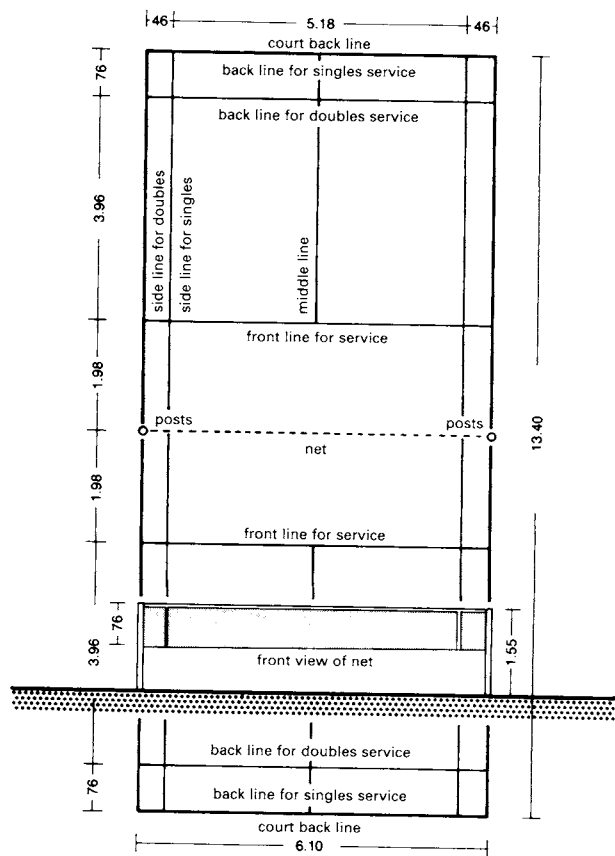 46 5.18 46
court back line
back line for singles service
76
back line for doubles service
3.96
side line for doubles
side line for singles
middle line
front line for service
1.98
posts posts
net
13.40
1.98
front line for service
76
3.96
front view of net
1.55
back line for doubles service
76
back line for singles service
court back line
6.10